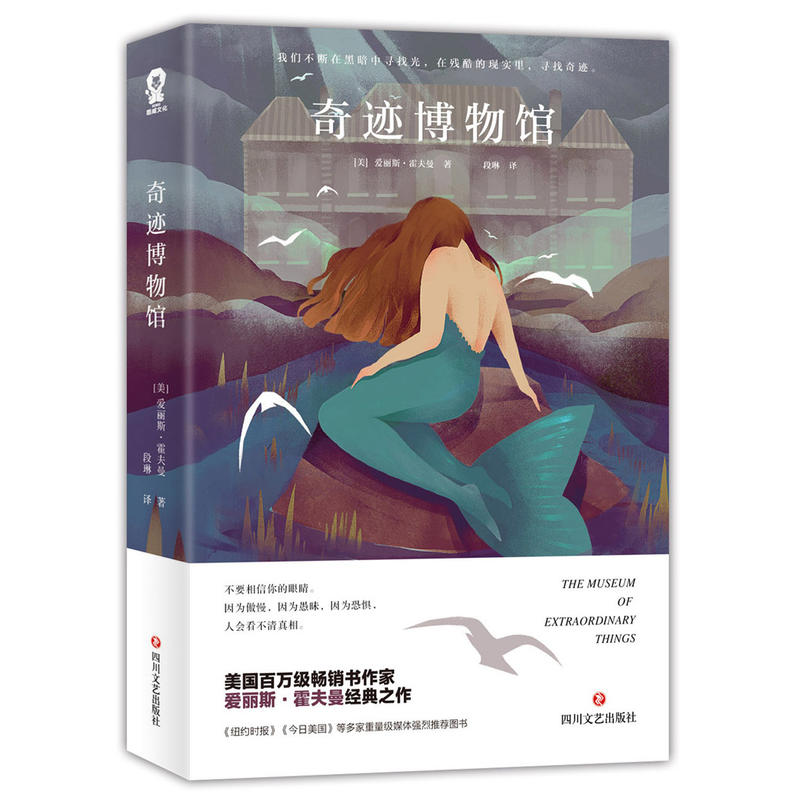 我们不断在黑暗中寻找光，在残酷的现实里，寻找奇迹。
奇迹博物馆
[美] 爱丽斯·霍夫曼 著 段琳 译
奇迹博物馆
[美] 爱丽斯·霍夫曼 著
段琳 译
四川文艺出版社
不要相信你的眼睛。
因为傲慢，因为愚昧，因为恐惧，
人会看不清真相。
THE MUSEUM
OF
EXTRAORDINARY
THINGS
美国百万级畅销书作家
爱丽斯·霍夫曼经典之作
《纽约时报》《今日美国》等多家重量级媒体强烈推荐图书
四川文艺出版社